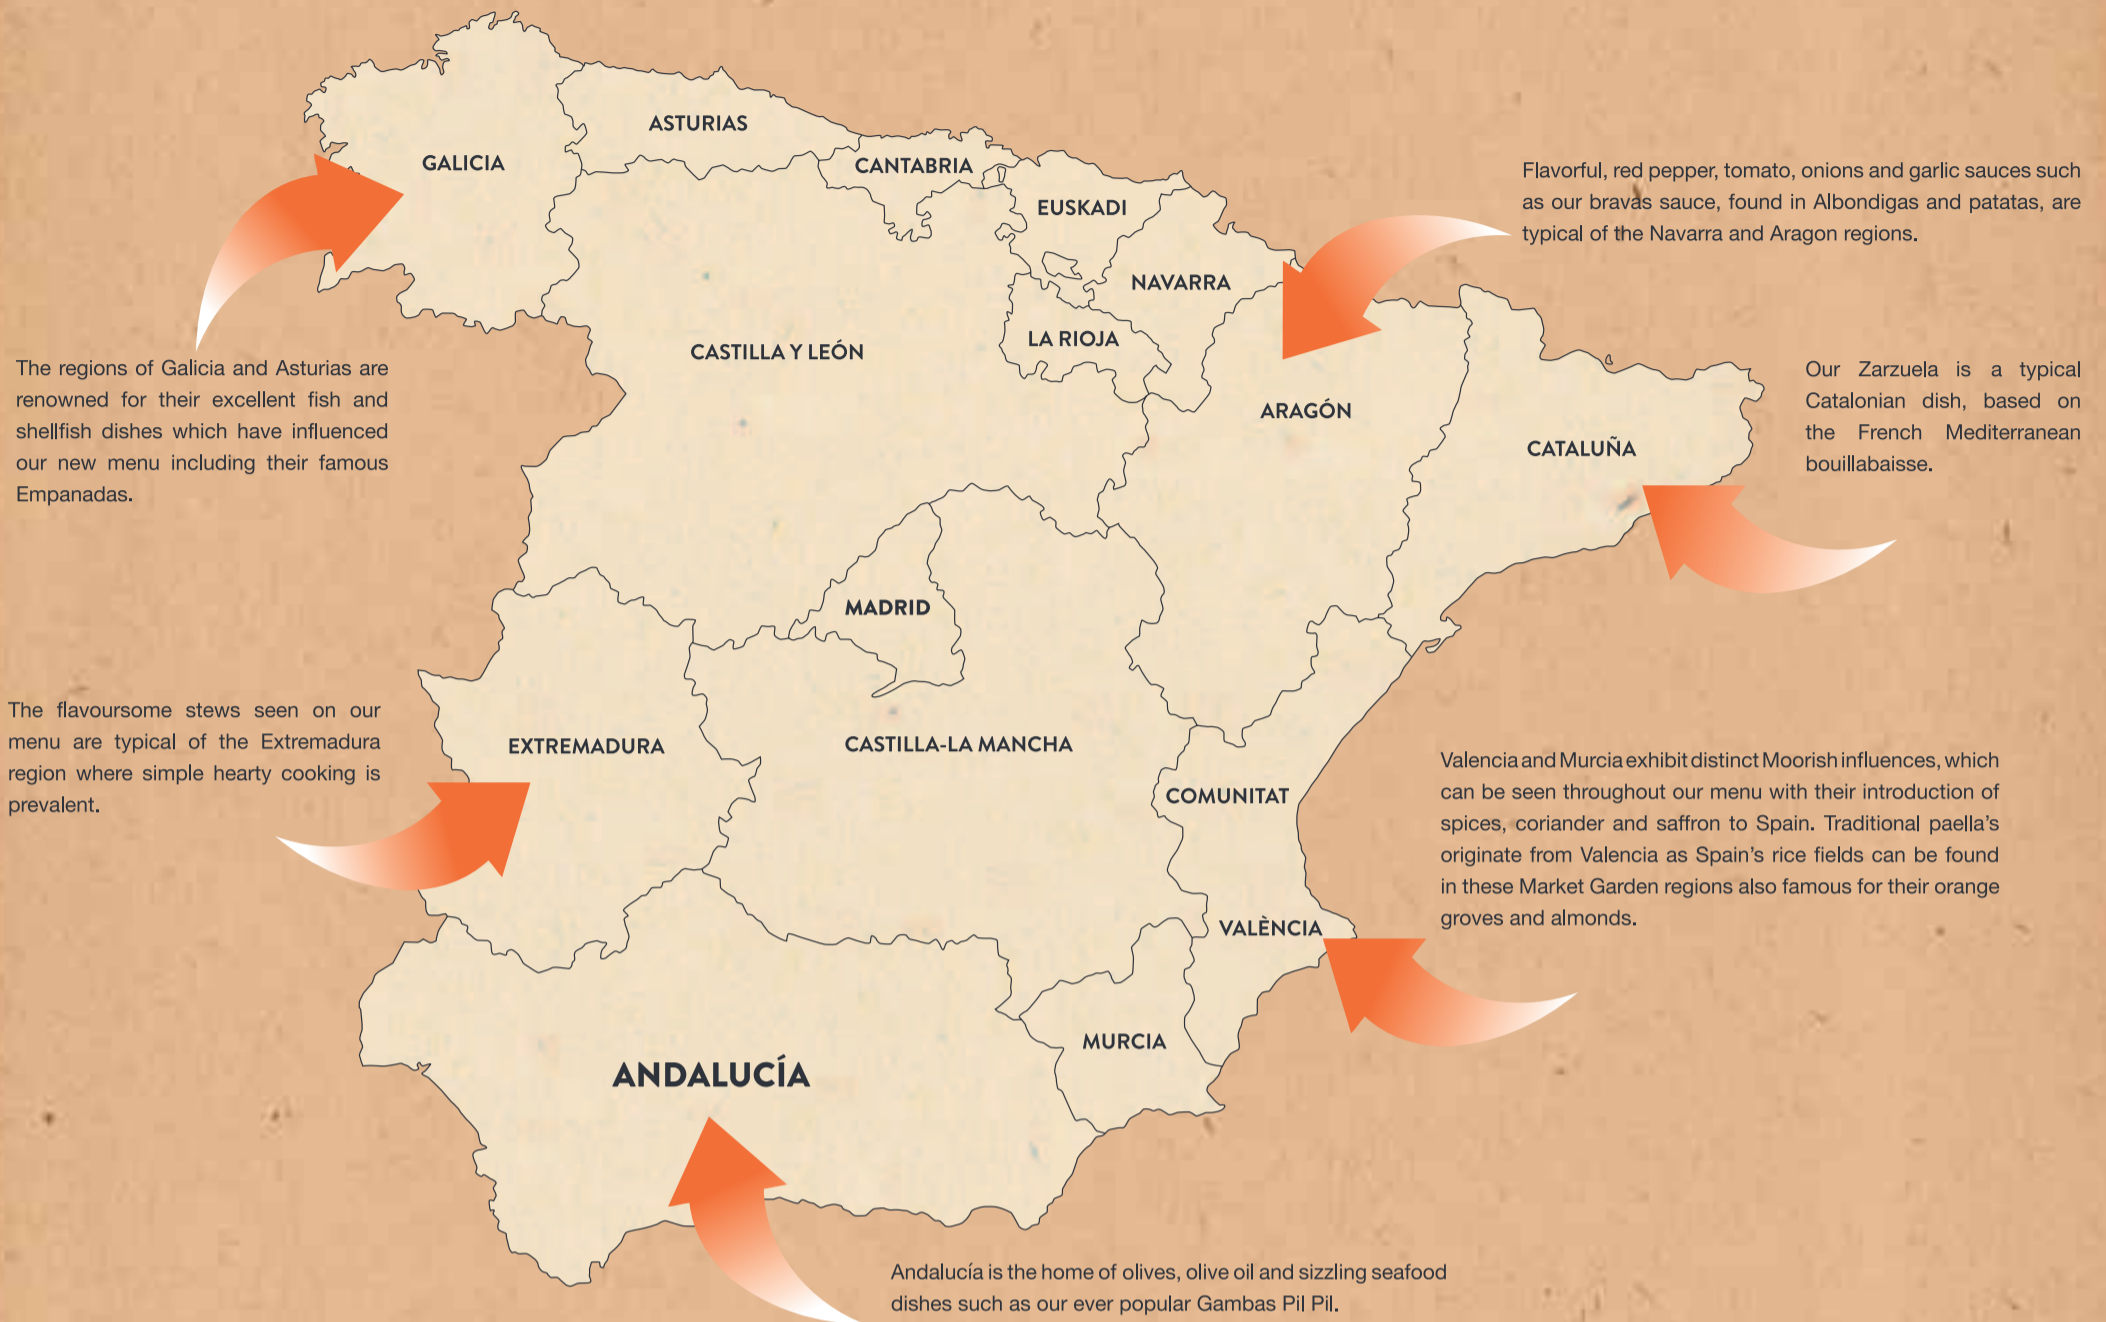 ASTURIAS
GALICIA
CANTABRIA
EUSKADI
NAVARRA
LA RIOJA
CASTILLA Y LEÓN
ARAGÓN
CATALUÑA
MADRID
EXTREMADURA
CASTILLA-LA MANCHA
COMUNITAT
VALÈNCIA
MURCIA
ANDALUCÍA
Flavorful, red pepper, tomato, onions and garlic sauces such
as our bravas sauce, found in Albondigas and patatas, are
typical of the Navarra and Aragon regions.
The regions of Galicia and Asturias are
renowned for their excellent fish and
shellfish dishes which have influenced
our new menu including their famous
Empanadas.
Our Zarzuela is a typical
Catalonian dish, based on
the French Mediterranean
bouillabaisse.
The flavoursome stews seen on our
menu are typical of the Extremadura
region where simple hearty cooking is
prevalent.
Valencia and Murcia exhibit distinct Moorish influences, which
can be seen throughout our menu with their introduction of
spices, coriander and saffron to Spain. Traditional paella's
originate from Valencia as Spain's rice fields can be found
in these Market Garden regions also famous for their orange
groves and almonds.
Andalucía is the home of olives, olive oil and sizzling seafood
dishes such as our ever popular Gambas Pil Pil.